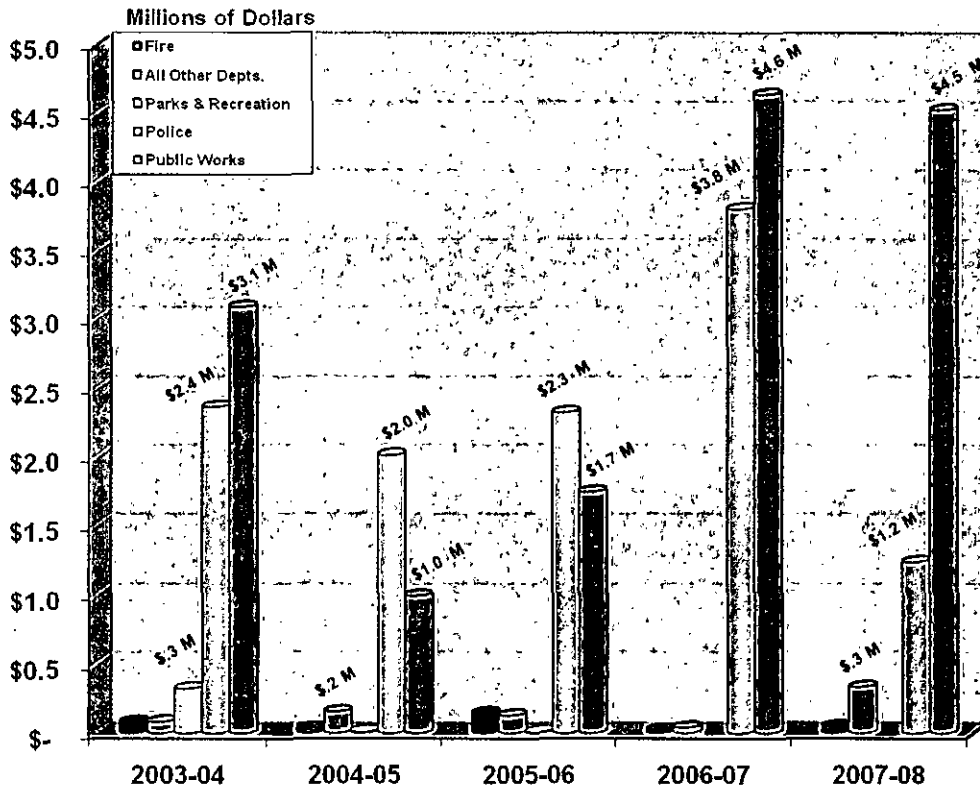 Millions of Dollars
Fire
All Other Depts.
Parks & Recreation
Police
Public Works
$5.0
$4.5
$4.0
$3.5
$3.0
$2.5
$2.0
$1.5
$1.0
$0.5
$-
$.3 M
$2.4 M
$3.1 M
$.2 M
$2.0 M
$1.0 M
$2.3 M
$1.7 M
$3.8 M
$4.6 M
$.3 M
$1.2 M
$4.5 M
2003-04 2004-05 2005-06 2006-07 2007-08